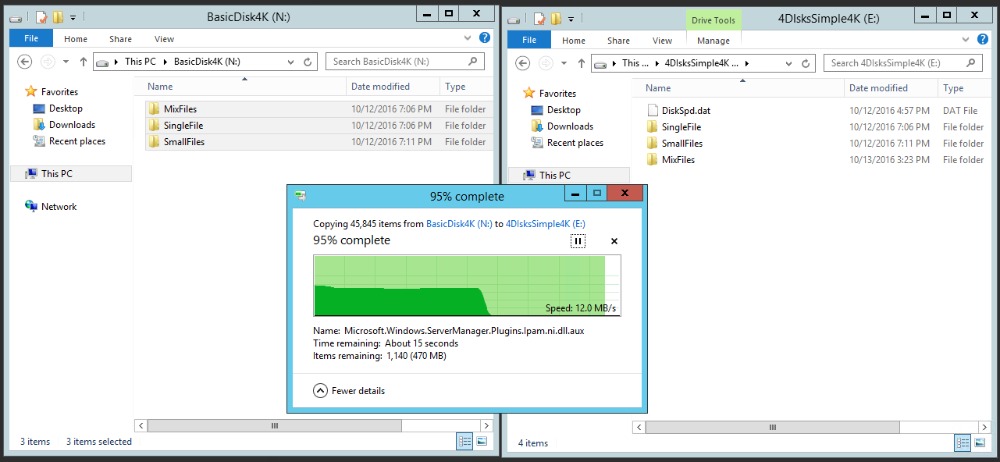 BasicDisk4K (N:)
File Home Share View
This PC BasicDisk4K (N:)
Search BasicDisk4K (N:)
Favorites
Desktop
Downloads
Recent places
This PC
Network
Name Date modified Type
MixFiles 10/12/2016 7:06 PM File folder
SingleFile 10/12/2016 7:06 PM File folder
SmallFiles 10/12/2016 7:11 PM File folder
3 items 3 items selected
Drive Tools
4DIsksSimple4K (E:)
File Home Share View Manage
This ... 4DIsksSimple4K ...
Search 4DIsksSimple4K (E:)
Favorites
Desktop
Downloads
Recent places
This PC
Name Date modified Type
DiskSpd.dat 10/12/2016 4:57 PM DAT File
SingleFile 10/12/2016 7:06 PM File folder
SmallFiles 10/12/2016 7:11 PM File folder
MixFiles 10/13/2016 3:23 PM File folder
4 items
95% complete
Copying 45,845 items from BasicDisk4K (N:) to 4DIsksSimple4K (E:)
95% complete
Speed: 12.0 MB/s
Name: Microsoft.Windows.ServerManager.Plugins.Ipam.ni.dll.aux
Time remaining: About 15 seconds
Items remaining: 1,140 (470 MB)
Fewer details